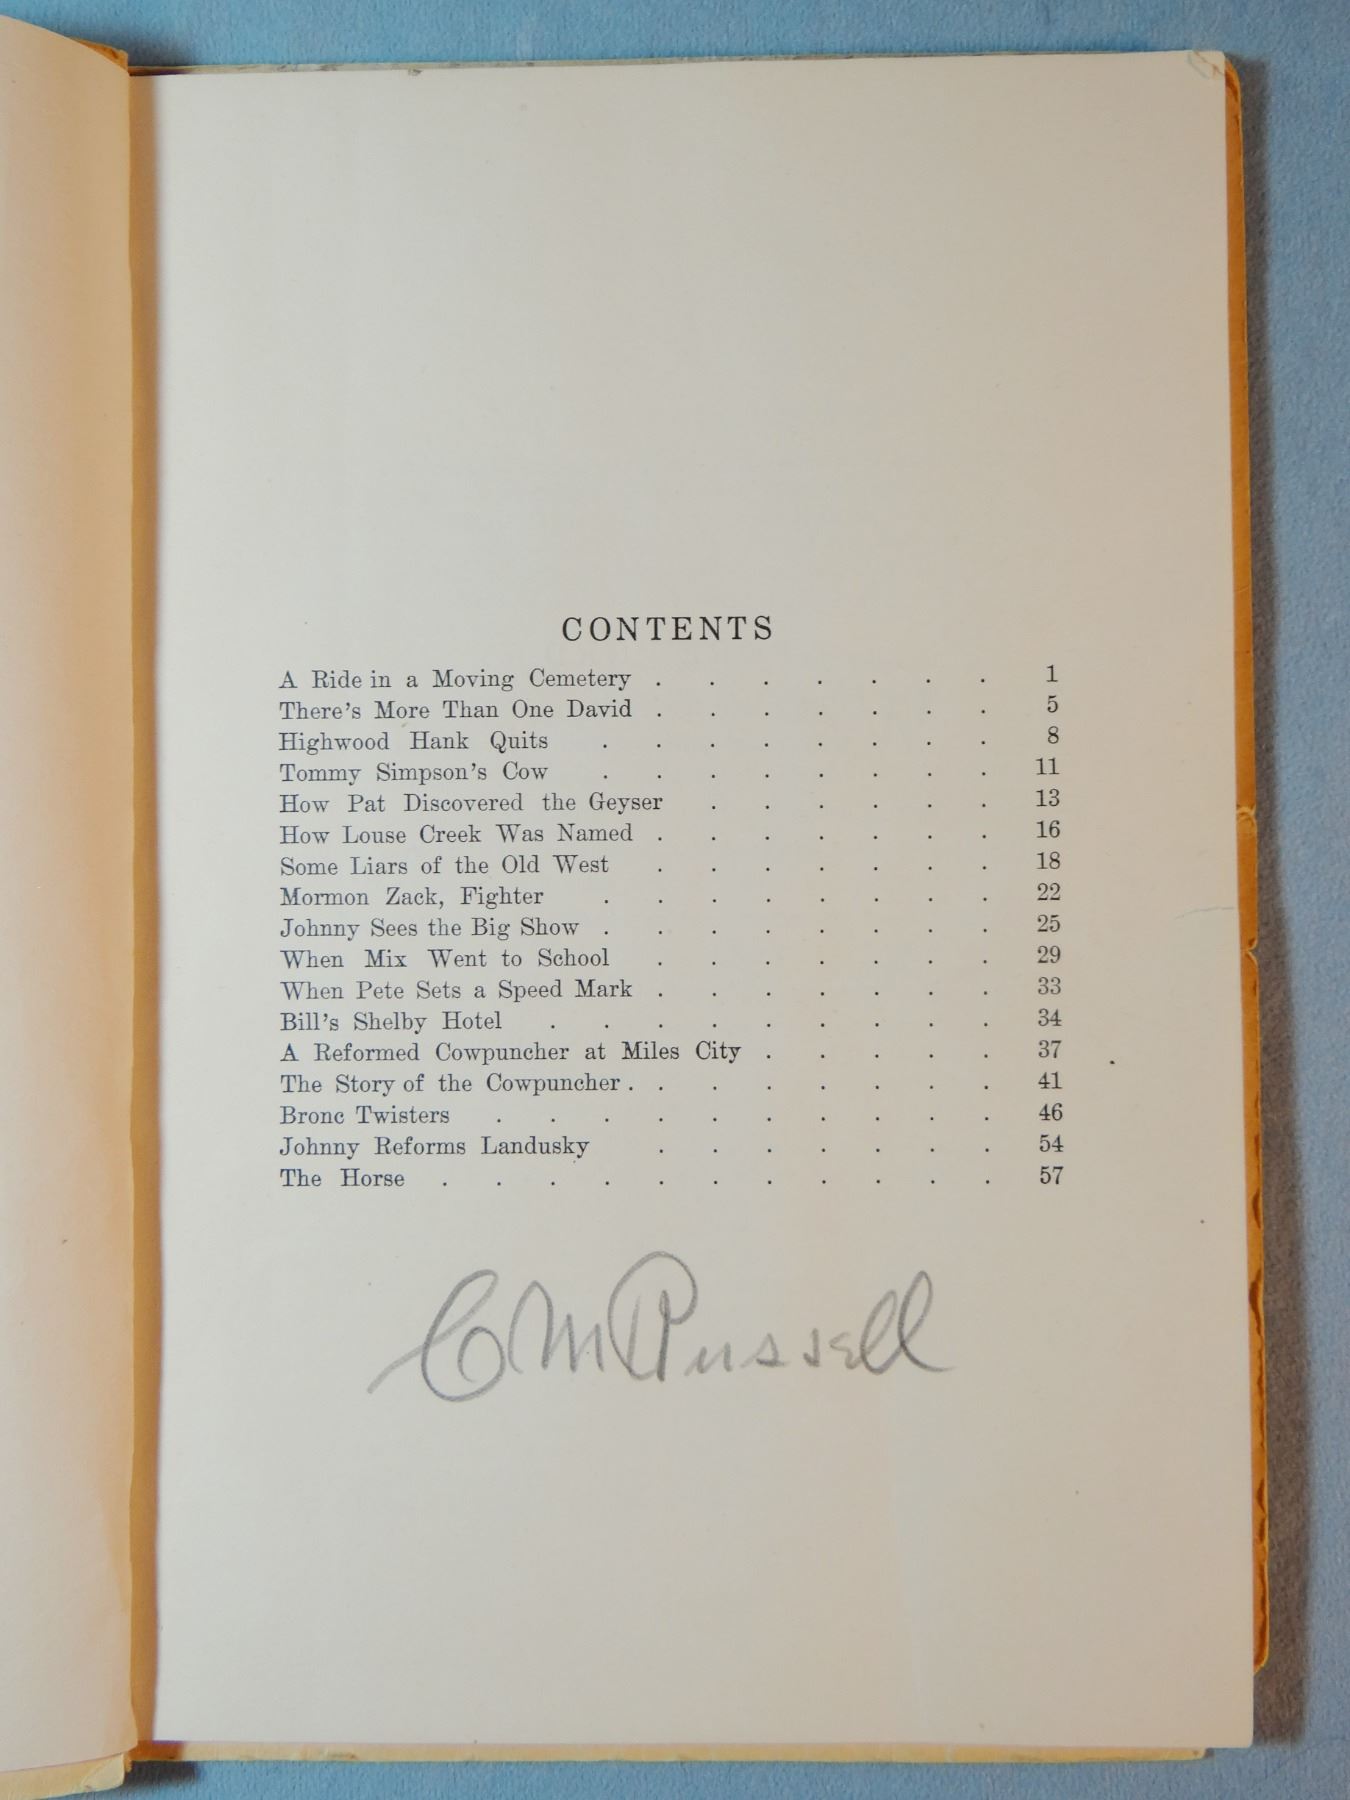 CONTENTS
A Ride in a Moving Cemetery . . . . . . . 1
There's More Than One David . . . . . . . 5
Highwood Hank Quits . . . . . . . . 8
Tommy Simpson's Cow . . . . . . . . 11
How Pat Discovered the Geyser . . . . . . 13
How Louse Creek Was Named . . . . . . . 16
Some Liars of the Old West . . . . . . . 18
Mormon Zack, Fighter . . . . . . . . 22
Johnny Sees the Big Show . . . . . . . . 25
When Mix Went to School . . . . . . . 29
When Pete Sets a Speed Mark . . . . . . . 33
Bill's Shelby Hotel . . . . . . . . . 34
A Reformed Cowpuncher at Miles City . . . . . 37
The Story of the Cowpuncher . . . . . . . . 41
Bronc Twisters . . . . . . . . . . 46
Johnny Reforms Landusky . . . . . . . 54
The Horse . . . . . . . . . . . 57
C M Russell